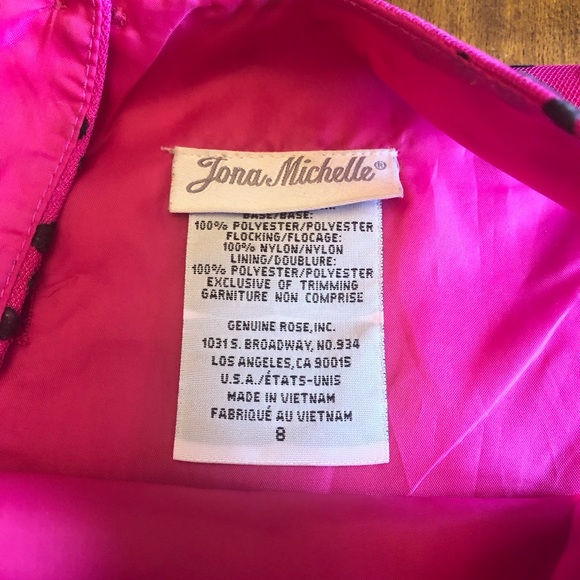 Jona Michelle®
BASE/BASE:
100% POLYESTER/POLYESTER
FLOCKING/FLOCAGE:
100% NYLON/NYLON
LINING/DOUBLURE:
100% POLYESTER/POLYESTER
EXCLUSIVE OF TRIMMING
GARNITURE NON COMPRISE
GENUINE ROSE, INC.
1031 S. BROADWAY, NO.934
LOS ANGELES, CA 90015
U.S.A./ÉTATS-UNIS
MADE IN VIETNAM
FABRIQUÉ AU VIETNAM
8